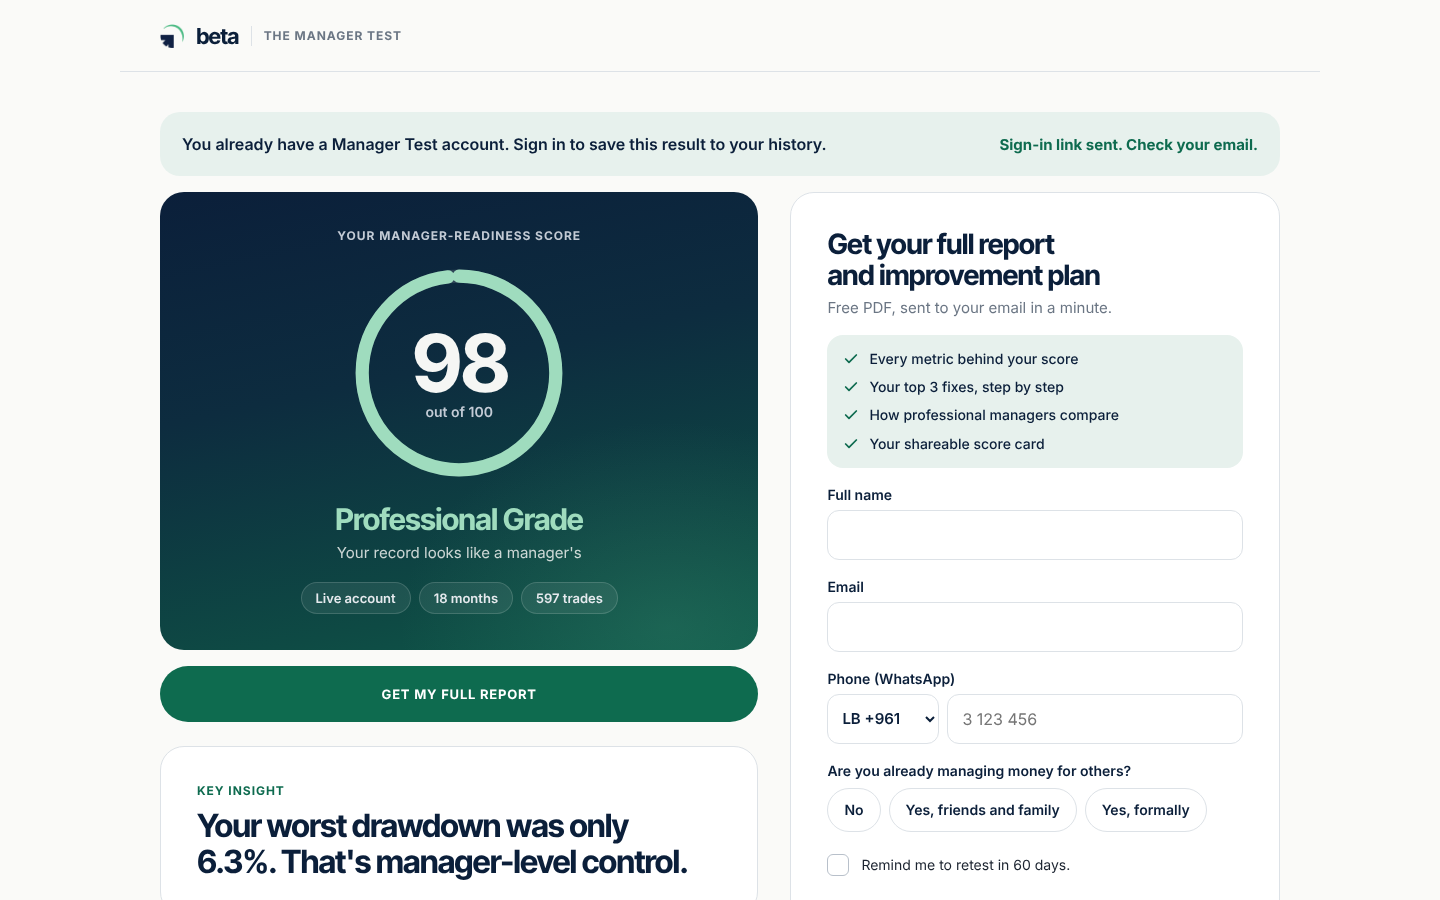 beta
THE MANAGER TEST
You already have a Manager Test account. Sign in to save this result to your history.
Sign-in link sent. Check your email.
YOUR MANAGER-READINESS SCORE
98
out of 100
Professional Grade
Your record looks like a manager's
Live account
18 months
597 trades
GET MY FULL REPORT
KEY INSIGHT
Your worst drawdown was only
6.3%. That's manager-level control.
Get your full report
and improvement plan
Free PDF, sent to your email in a minute.
Every metric behind your score
Your top 3 fixes, step by step
How professional managers compare
Your shareable score card
Full name
Email
Phone (WhatsApp)
LB +961
3 123 456
Are you already managing money for others?
No
Yes, friends and family
Yes, formally
Remind me to retest in 60 days.